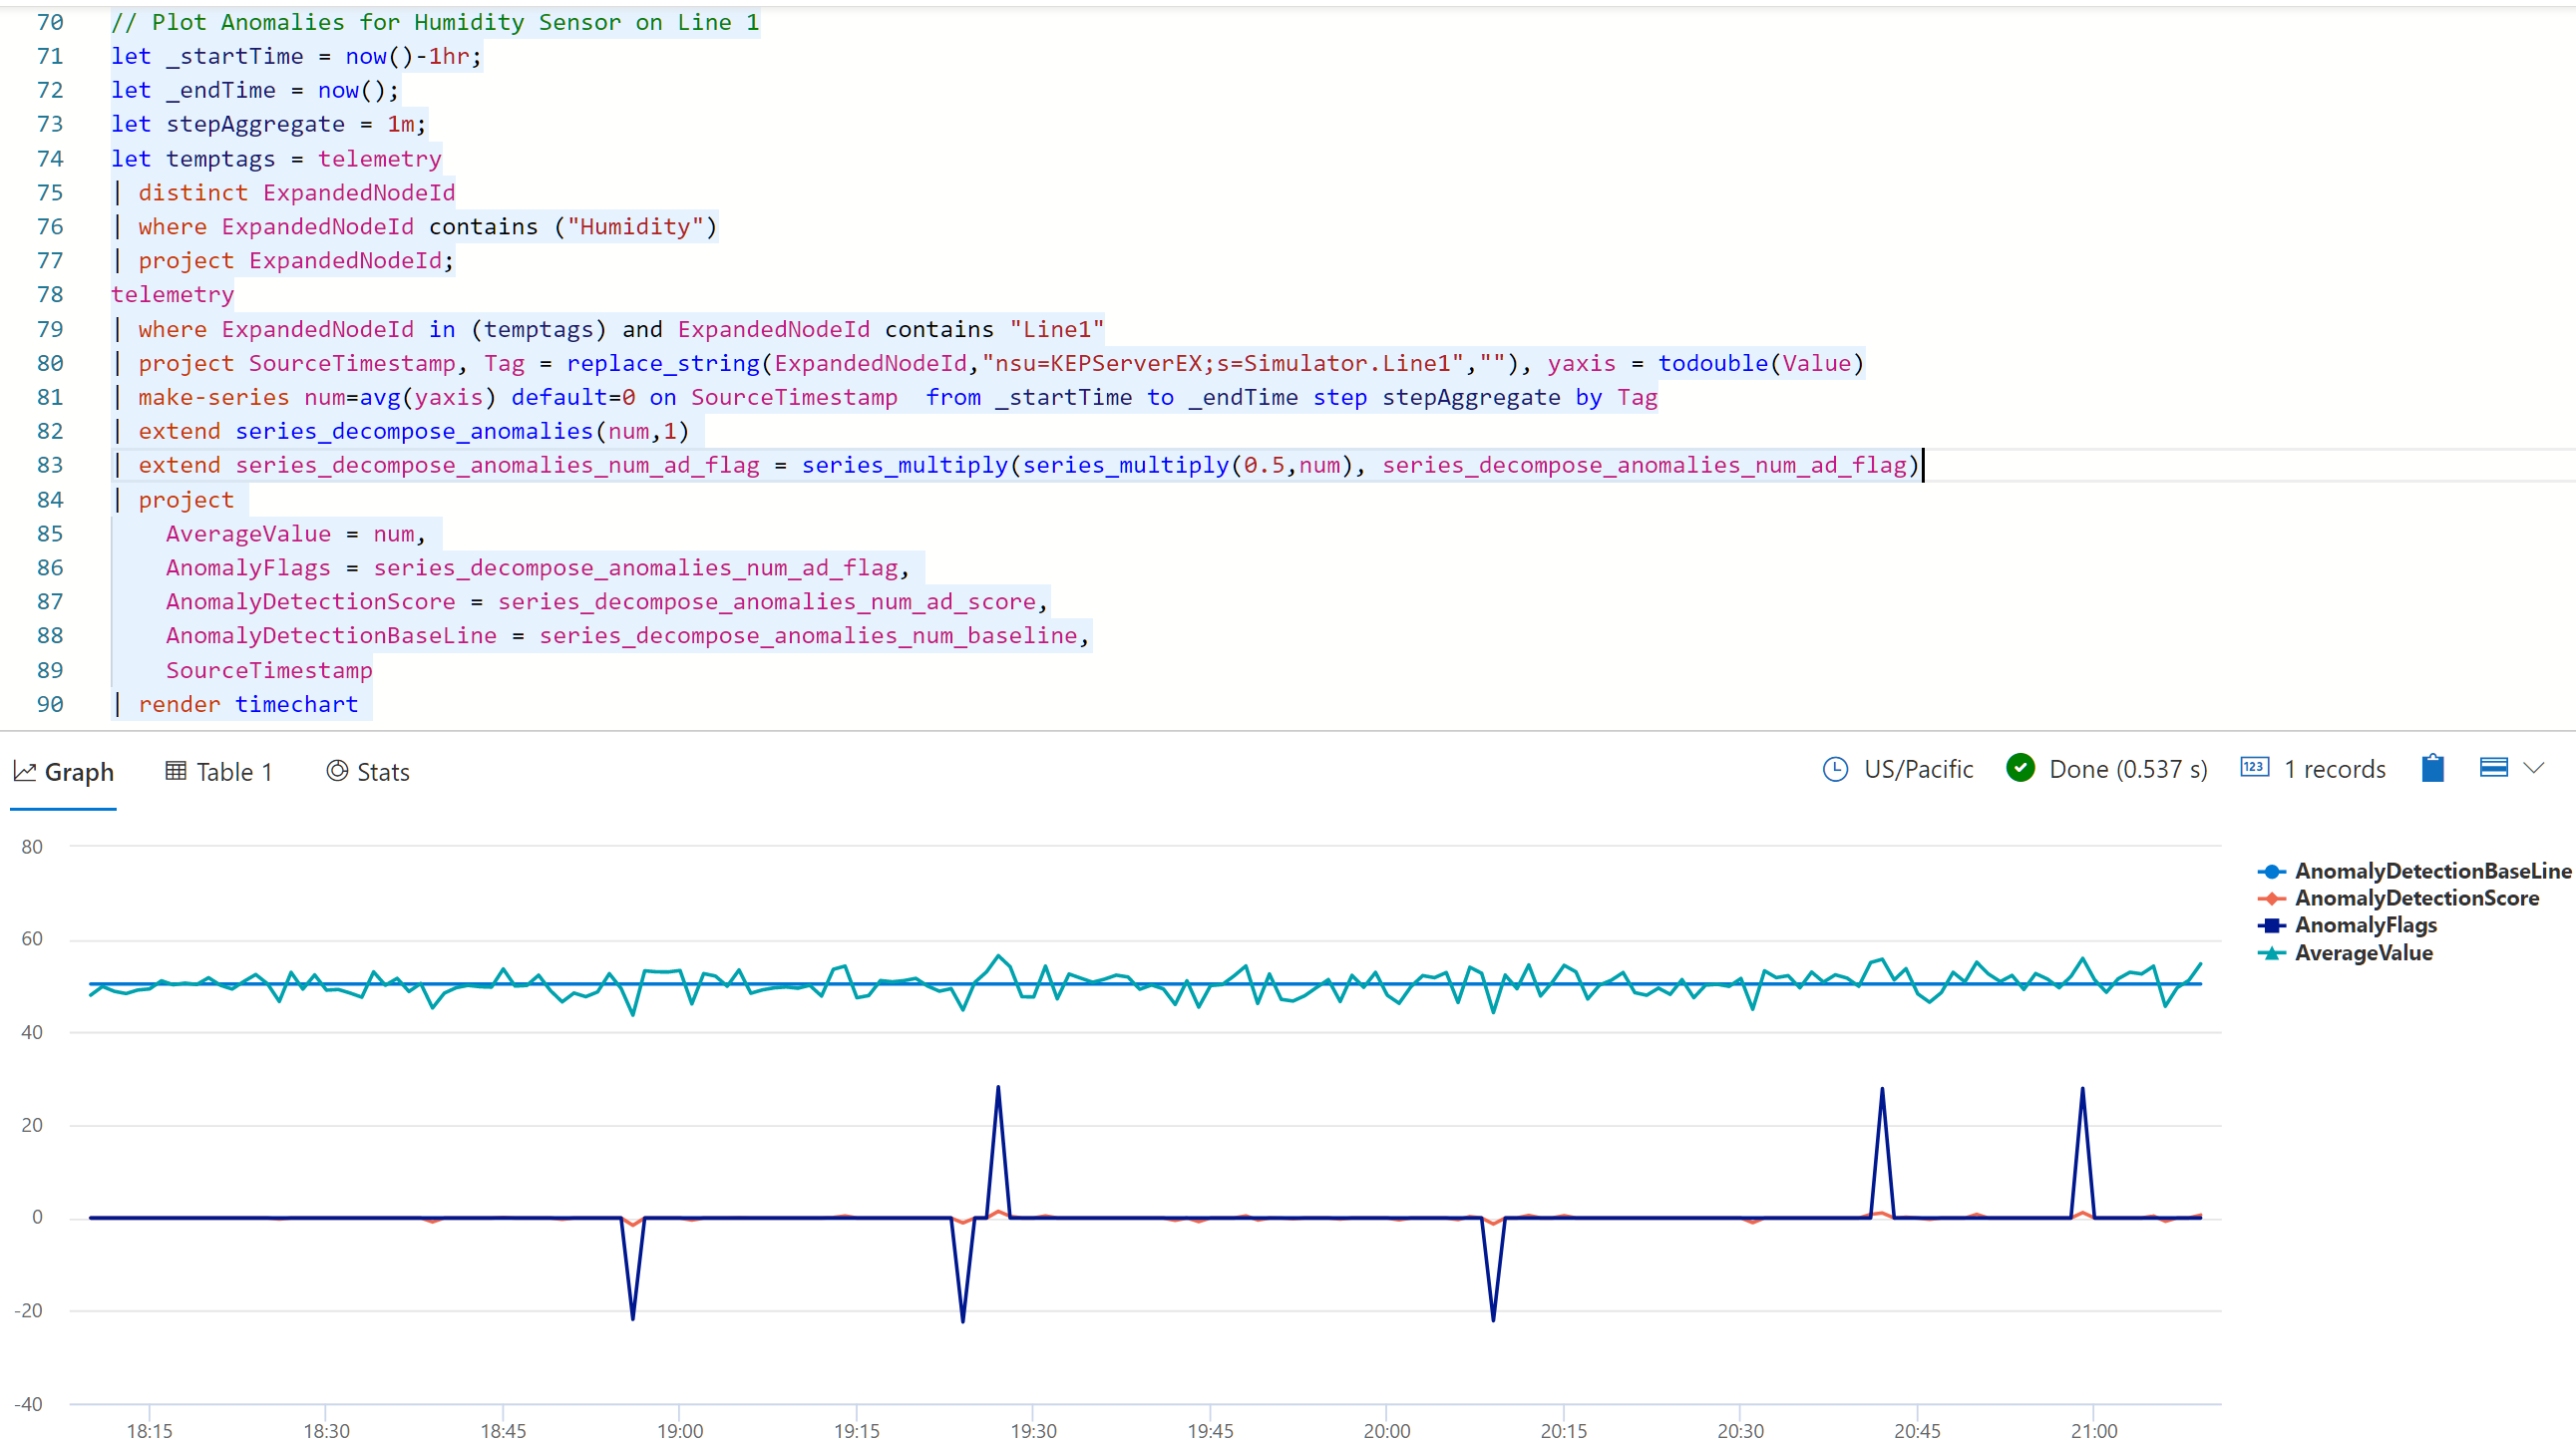 70 // Plot Anomalies for Humidity Sensor on Line 1
71 let _startTime = now()-1hr;
72 let _endTime = now();
73 let stepAggregate = 1m;
74 let temptags = telemetry
75 | distinct ExpandedNodeId
76 | where ExpandedNodeId contains ("Humidity")
77 | project ExpandedNodeId;
78 telemetry
79 | where ExpandedNodeId in (temptags) and ExpandedNodeId contains "Line1"
80 | project SourceTimestamp, Tag = replace_string(ExpandedNodeId,"nsu=KEPServerEX;s=Simulator.Line1",""), yaxis = todouble(Value)
81 | make-series num=avg(yaxis) default=0 on SourceTimestamp  from _startTime to _endTime step stepAggregate by Tag
82 | extend series_decompose_anomalies(num,1)
83 | extend series_decompose_anomalies_num_ad_flag = series_multiply(series_multiply(0.5,num), series_decompose_anomalies_num_ad_flag)
84 | project
85 AverageValue = num,
86 AnomalyFlags = series_decompose_anomalies_num_ad_flag,
87 AnomalyDetectionScore = series_decompose_anomalies_num_ad_score,
88 AnomalyDetectionBaseLine = series_decompose_anomalies_num_baseline,
89 SourceTimestamp
90 | render timechart
Graph Table 1 Stats US/Pacific Done (0.537 s) 123 1 records
80
60
40
20
0
-20
-40
18:15 18:30 18:45 19:00 19:15 19:30 19:45 20:00 20:15 20:30 20:45 21:00
AnomalyDetectionBaseLine
AnomalyDetectionScore
AnomalyFlags
AverageValue